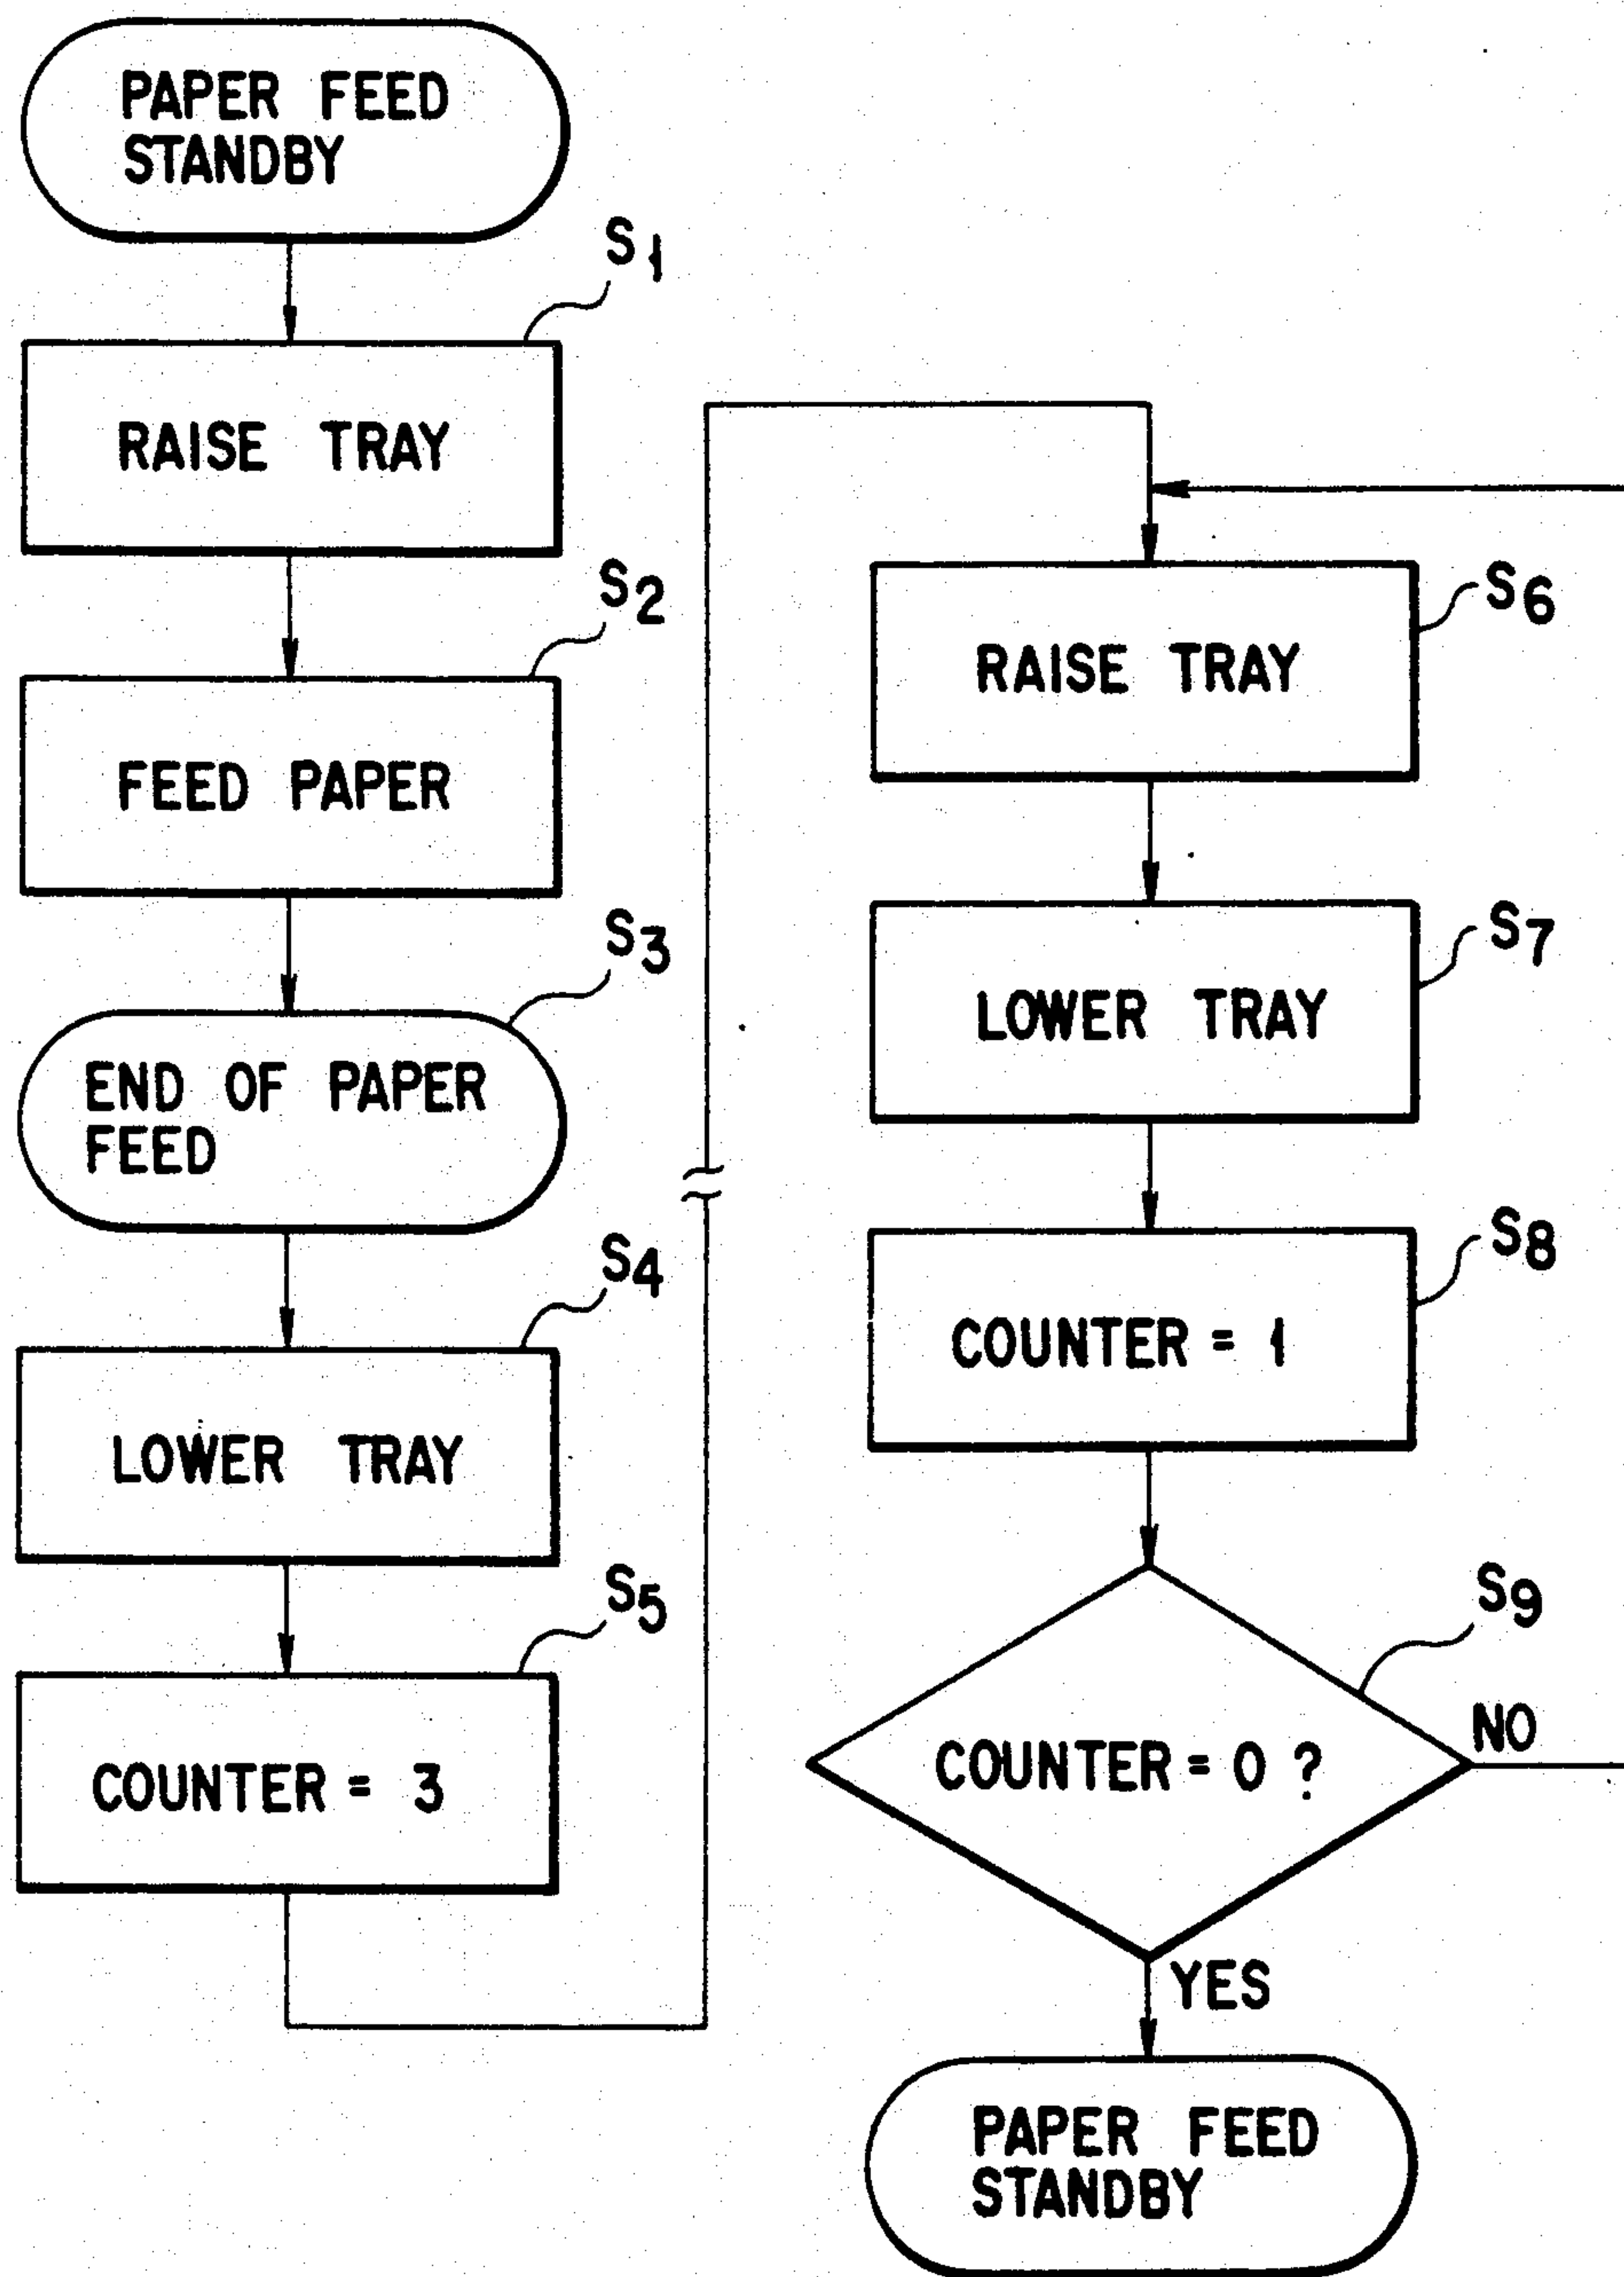 PAPER FEED
STANDBY
S1
RAISE TRAY
S2
FEED PAPER
S3
END OF PAPER
FEED
S4
LOWER TRAY
S5
COUNTER = 3
S6
RAISE TRAY
S7
LOWER TRAY
S8
COUNTER = 1
S9
COUNTER = 0 ?
NO
YES
PAPER FEED
STANDBY